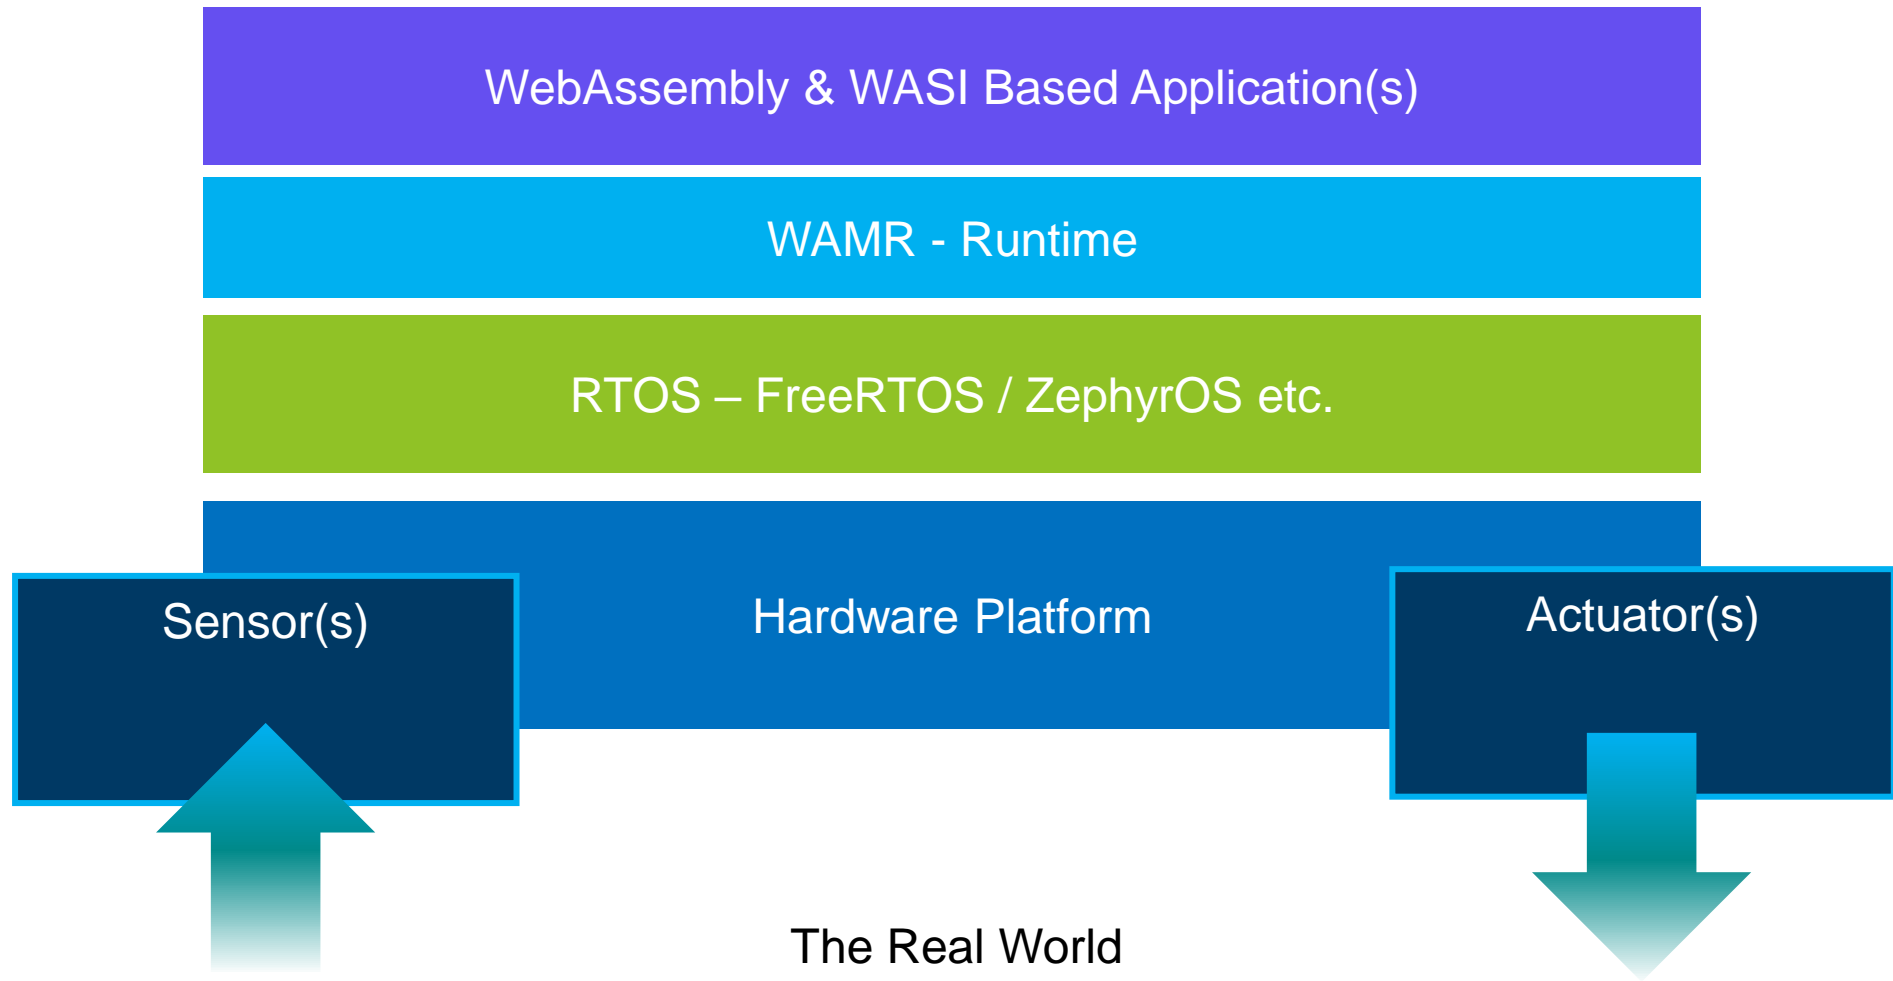 WebAssembly & WASI Based Application(s)
WAMR - Runtime
RTOS – FreeRTOS / ZephyrOS etc.
Sensor(s)
Hardware Platform
Actuator(s)
The Real World